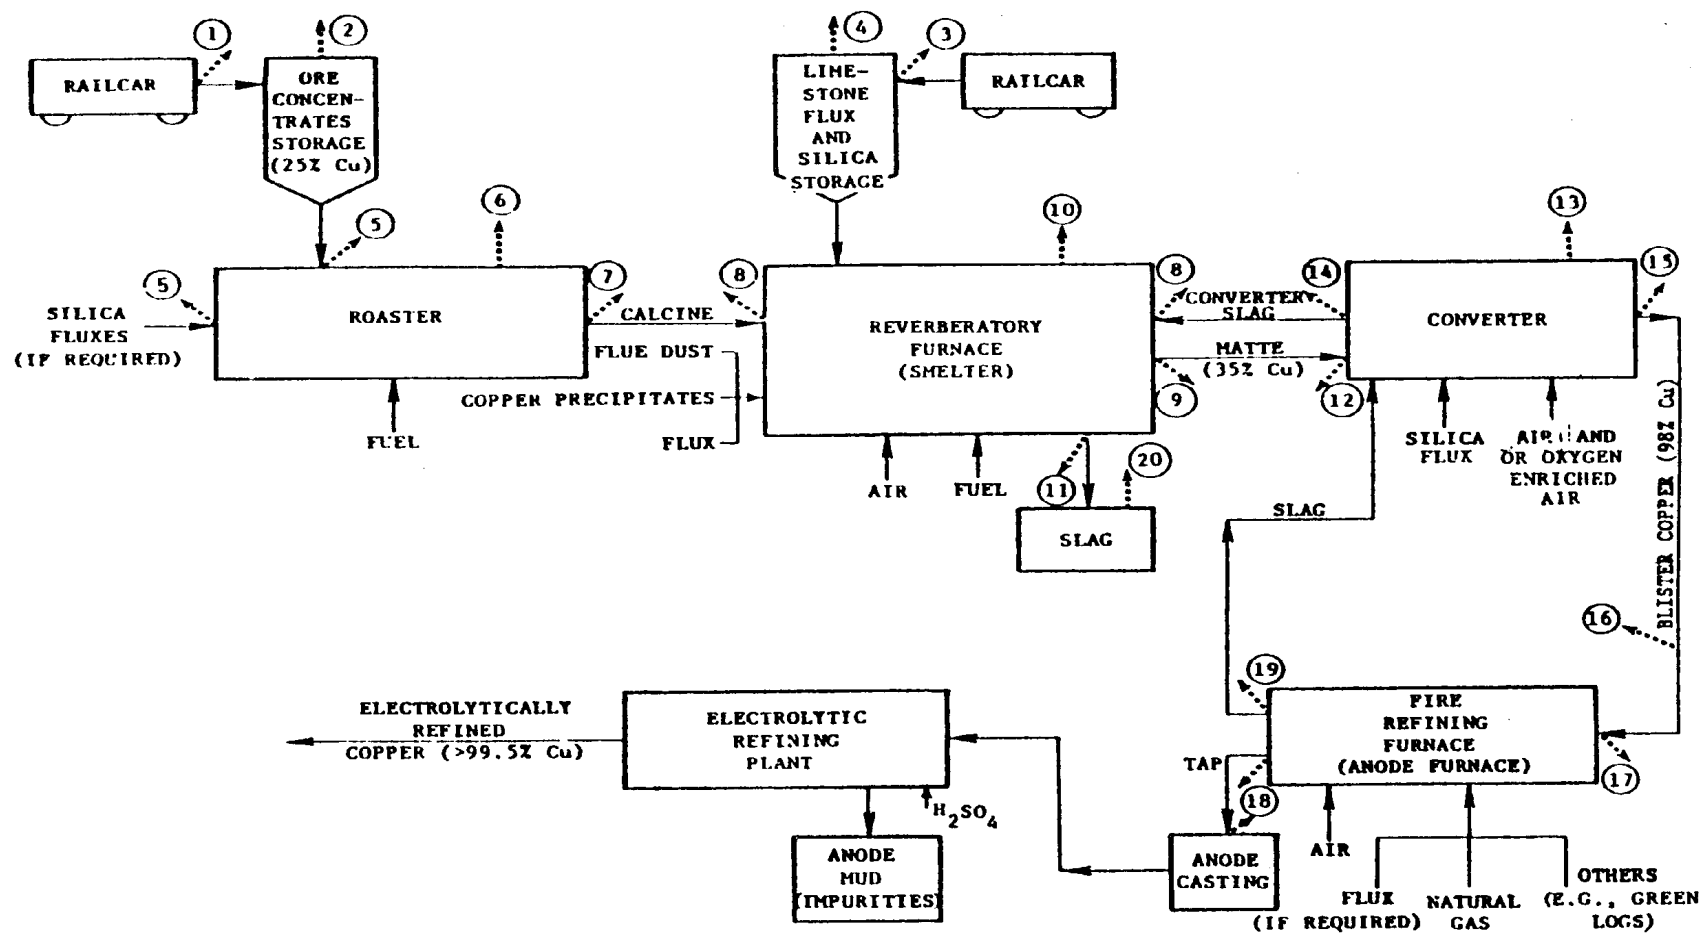 1
2
4
3
RAILCAR
ORE
CONCEN-
TRATES
STORAGE
(25% Cu)
LIME-
STONE
FLUX
AND
SILICA
STORAGE
RAILCAR
5
6
5
7
8
10
8
14
13
15
SILICA
FLUXES
(IF REQUIRED)
ROASTER
CALCINE
FLUE DUST
COPPER PRECIPITATES
FLUX
FUEL
REVERBERATORY
FURNACE
(SMELTER)
CONVERTER
SLAG
MATTE
(35% Cu)
9
12
CONVERTER
SILICA
FLUX
AIR AND
OR OXYGEN
ENRICHED
AIR
BLISTER COPPER (98% Cu)
AIR
FUEL
11
20
SLAG
SLAG
16
19
ELECTROLYTICALLY
REFINED
COPPER (>99.5% Cu)
ELECTROLYTIC
REFINING
PLANT
H2SO4
ANODE
MUD
(IMPURITIES)
TAP
18
ANODE
CASTING
FIRE
REFINING
FURNACE
(ANODE FURNACE)
17
AIR
FLUX
(IF REQUIRED)
NATURAL
GAS
OTHERS
(E.G., GREEN
LOGS)